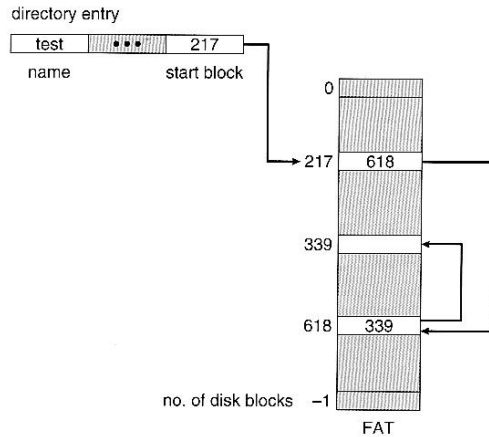 directory entry
test ••• 217
name start block
0
217 618
339
618 339
no. of disk blocks –1
FAT